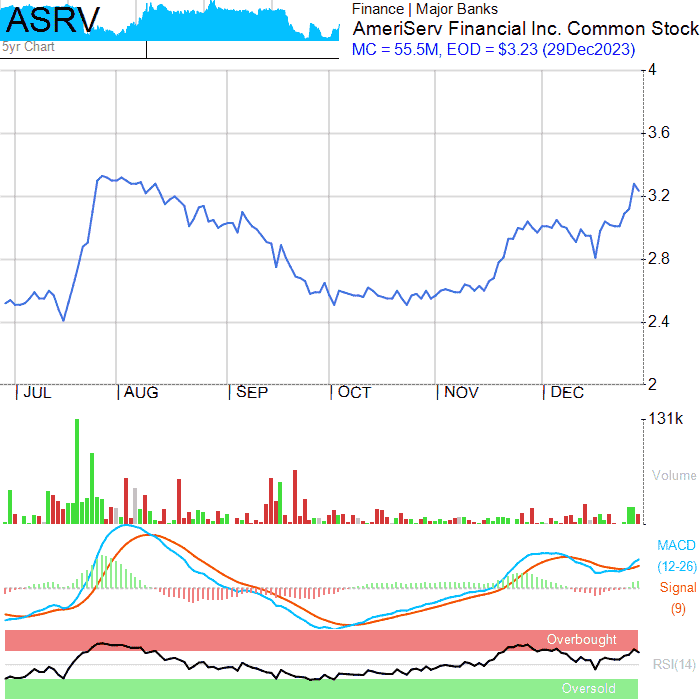 ASRV
5yr Chart
Finance | Major Banks
AmeriServ Financial Inc. Common Stock
MC = 55.5M, EOD = $3.23 (29Dec2023)
4
3.6
3.2
2.8
2.4
2
JUL AUG SEP OCT NOV DEC
131k
Volume
MACD
(12-26)
Signal
(9)
Overbought
RSI(14)
Oversold